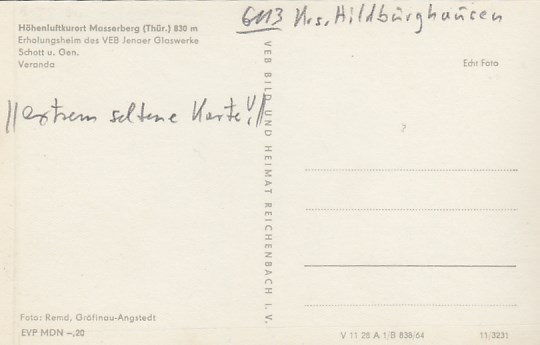 6113 Krs. Hildburghausen
Höhenluftkurort Masserberg (Thür.) 830 m
Erholungsheim des VEB Jenaer Glaswerke
Schott u. Gen.
Veranda
Echt Foto
//extrem seltene Karte!!//
VEB BILD UND HEIMAT REICHENBACH I. V.
Foto: Kemd, Gräfinau-Angstedt
EVP MDN –,20
V 11 28 A 1/B 838/64
11/3231